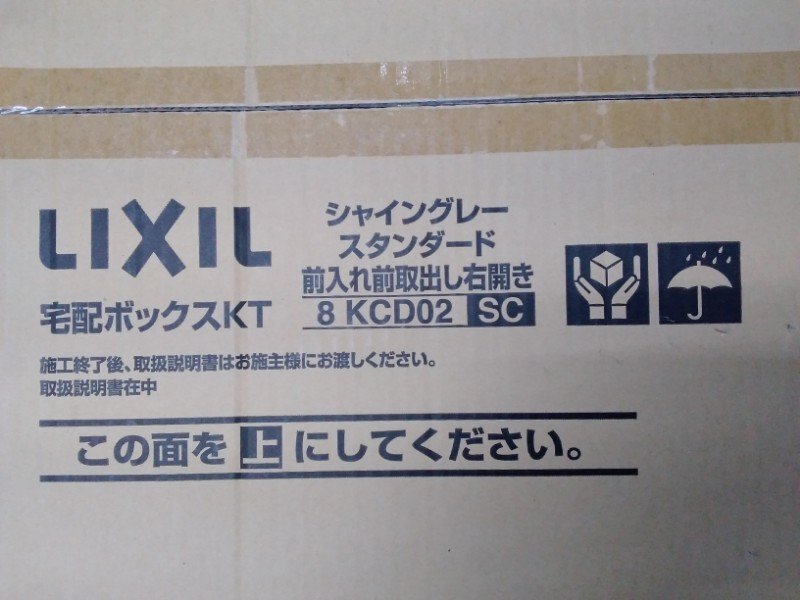 LIXIL
宅配ボックスKT
シャイングレー
スタンダード
前入れ前取出し右開き
8 KCD02 SC
施工終了後、取扱説明書はお施主様にお渡しください。
取扱説明書在中
この面を上にしてください。